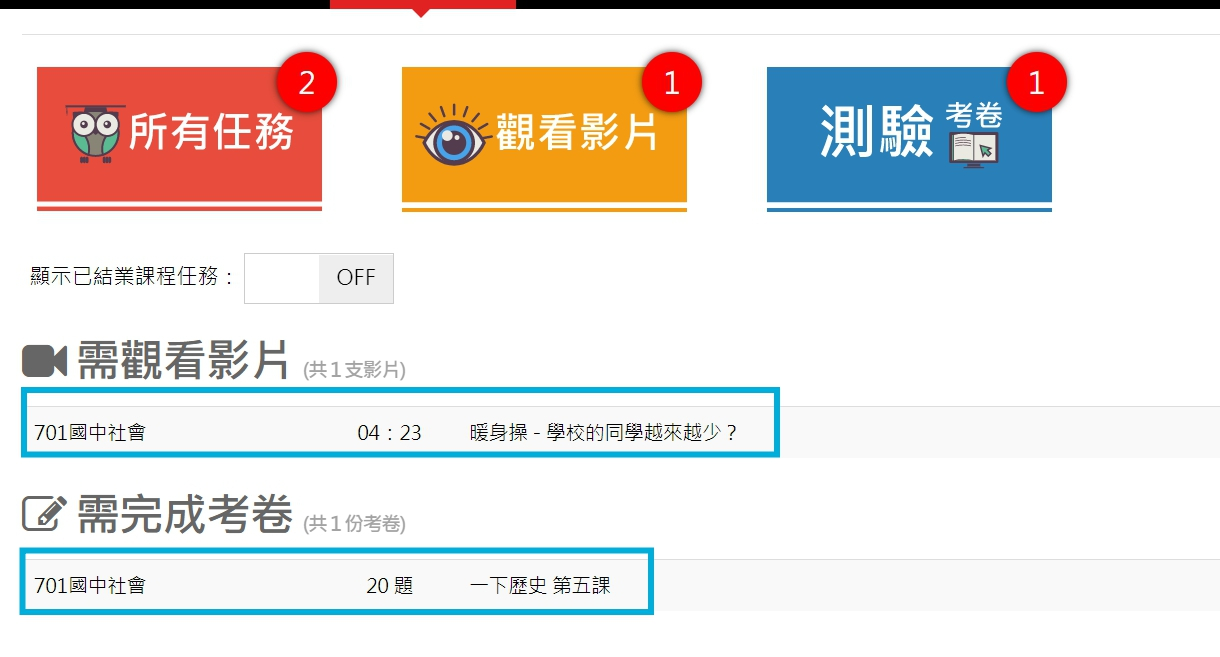 2
所有任務
1
觀看影片
1
測驗 考卷
顯示已結業課程任務：
OFF
需觀看影片 (共1支影片)
701國中社會 04：23 暖身操 - 學校的同學越來越少？
需完成考卷 (共1份考卷)
701國中社會 20 題 一下歷史 第五課